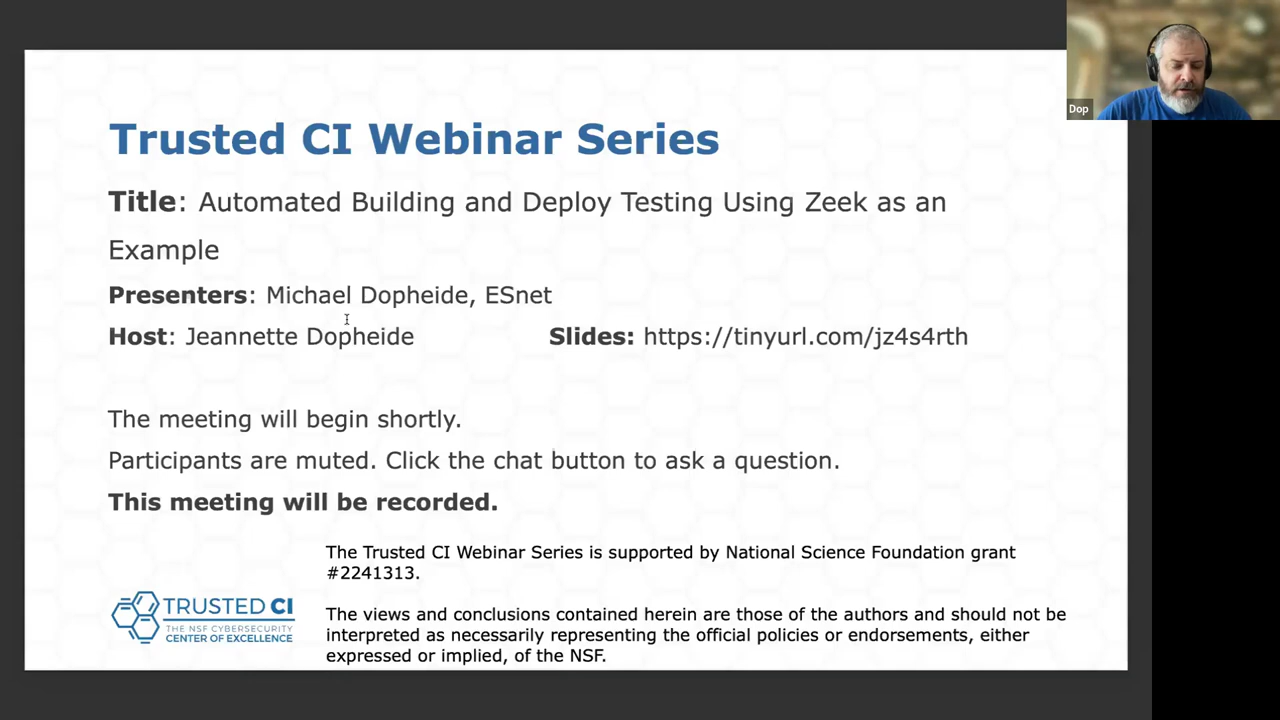 Trusted CI Webinar Series
Title: Automated Building and Deploy Testing Using Zeek as an
Example
Presenters: Michael Dopheide, ESnet
Host: Jeannette Dopheide Slides: https://tinyurl.com/jz4s4rth
The meeting will begin shortly.
Participants are muted. Click the chat button to ask a question.
This meeting will be recorded.
The Trusted CI Webinar Series is supported by National Science Foundation grant
#2241313.
The views and conclusions contained herein are those of the authors and should not be
interpreted as necessarily representing the official policies or endorsements, either
expressed or implied, of the NSF.
TRUSTED CI
THE NSF CYBERSECURITY
CENTER OF EXCELLENCE
Dop